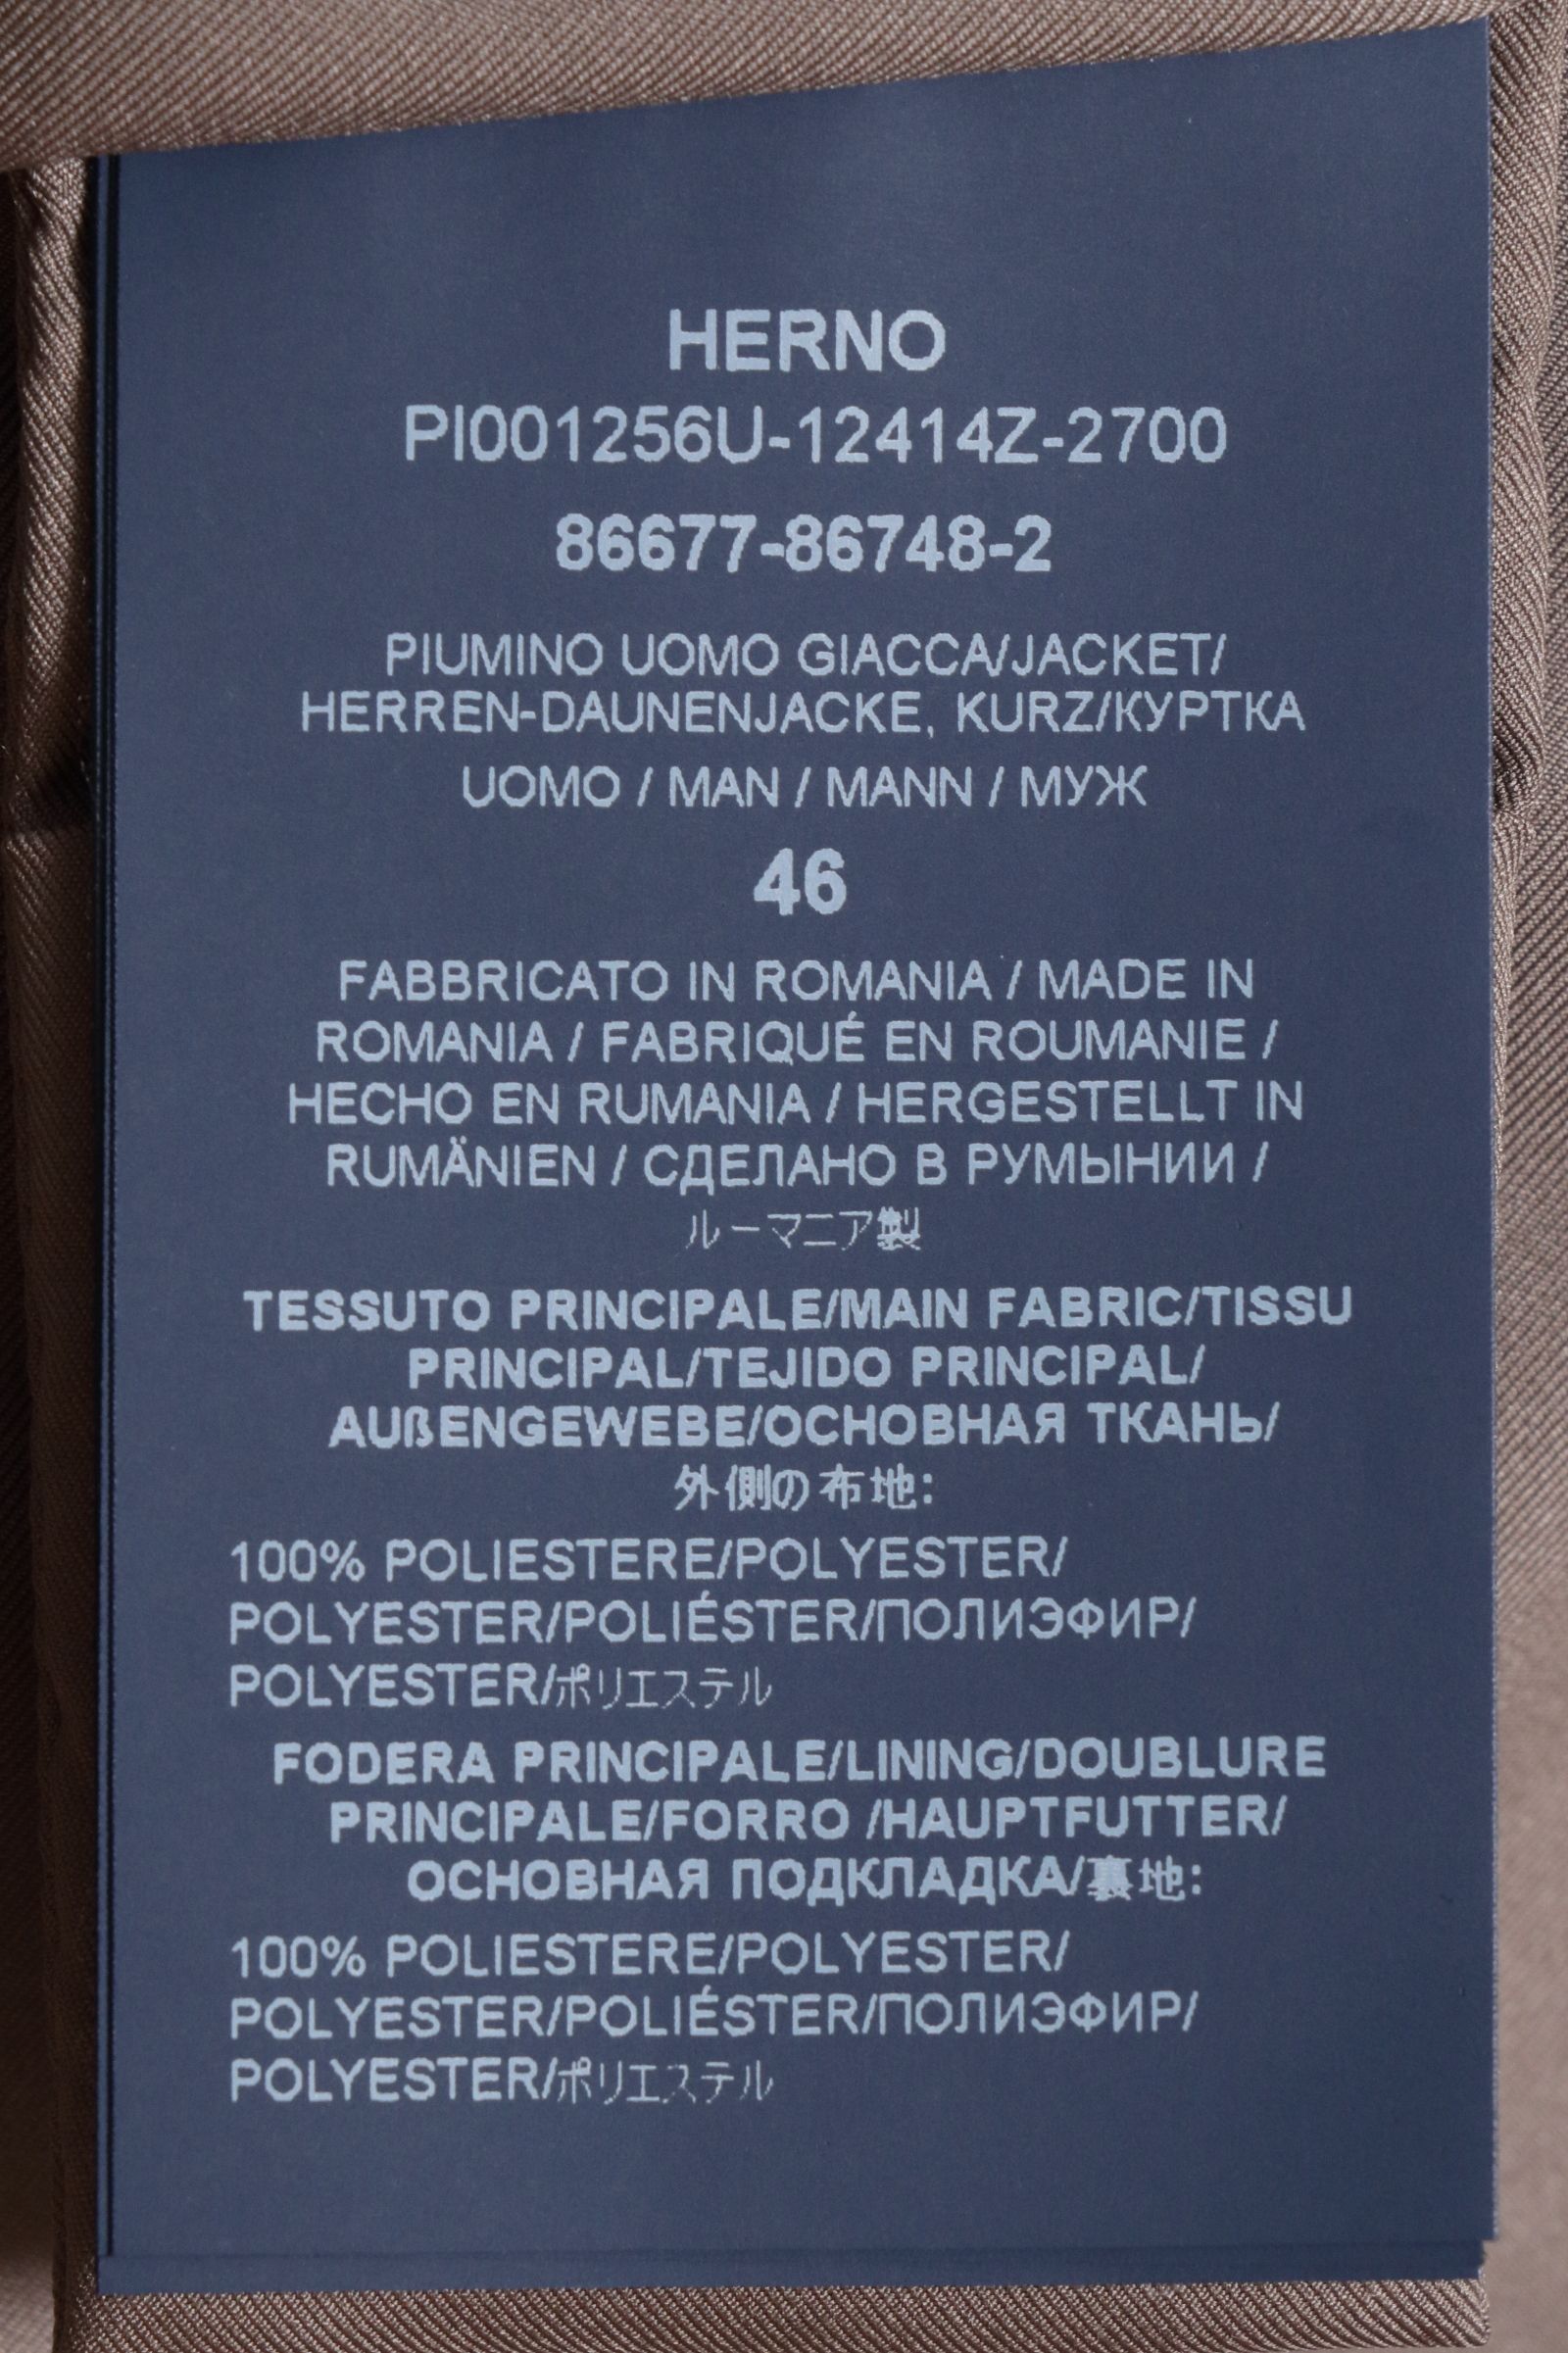 HERNO
PI001256U-12414Z-2700
86677-86748-2
PIUMINO UOMO GIACCA/JACKET/
HERREN-DAUNENJACKE, KURZ/КУРТКА
UOMO / MAN / MANN / МУЖ
46
FABBRICATO IN ROMANIA / MADE IN
ROMANIA / FABRIQUÉ EN ROUMANIE /
HECHO EN RUMANIA / HERGESTELLT IN
RUMÄNIEN / СДЕЛАНО В РУМЫНИИ /
ルーマニア製
TESSUTO PRINCIPALE/MAIN FABRIC/TISSU
PRINCIPAL/TEJIDO PRINCIPAL/
AUßENGEWEBE/ОСНОВНАЯ ТКАНЬ/
外側の布地:
100% POLIESTERE/POLYESTER/
POLYESTER/POLIÉSTER/ПОЛИЭФИР/
POLYESTER/ポリエステル
FODERA PRINCIPALE/LINING/DOUBLURE
PRINCIPALE/FORRO /HAUPTFUTTER/
ОСНОВНАЯ ПОДКЛАДКА/裏地:
100% POLIESTERE/POLYESTER/
POLYESTER/POLIÉSTER/ПОЛИЭФИР/
POLYESTER/ポリエステル